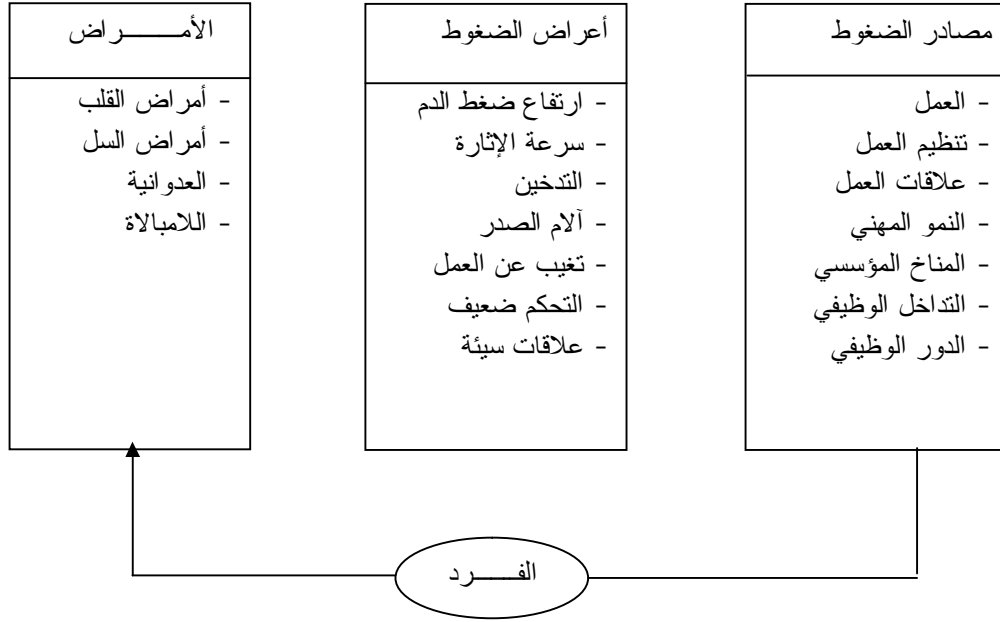 مصادر الضغوط
- العمل
- تنظيم العمل
- علاقات العمل
- النمو المهني
- المناخ المؤسسي
- التداخل الوظيفي
- الدور الوظيفي
أعراض الضغوط
- ارتفاع ضغط الدم
- سرعة الإثارة
- التدخين
- آلام الصدر
- تغيب عن العمل
- التحكم ضعيف
- علاقات سيئة
الأمـــــراض
- أمراض القلب
- أمراض السل
- العدوانية
- اللامبالاة
الفـــــرد